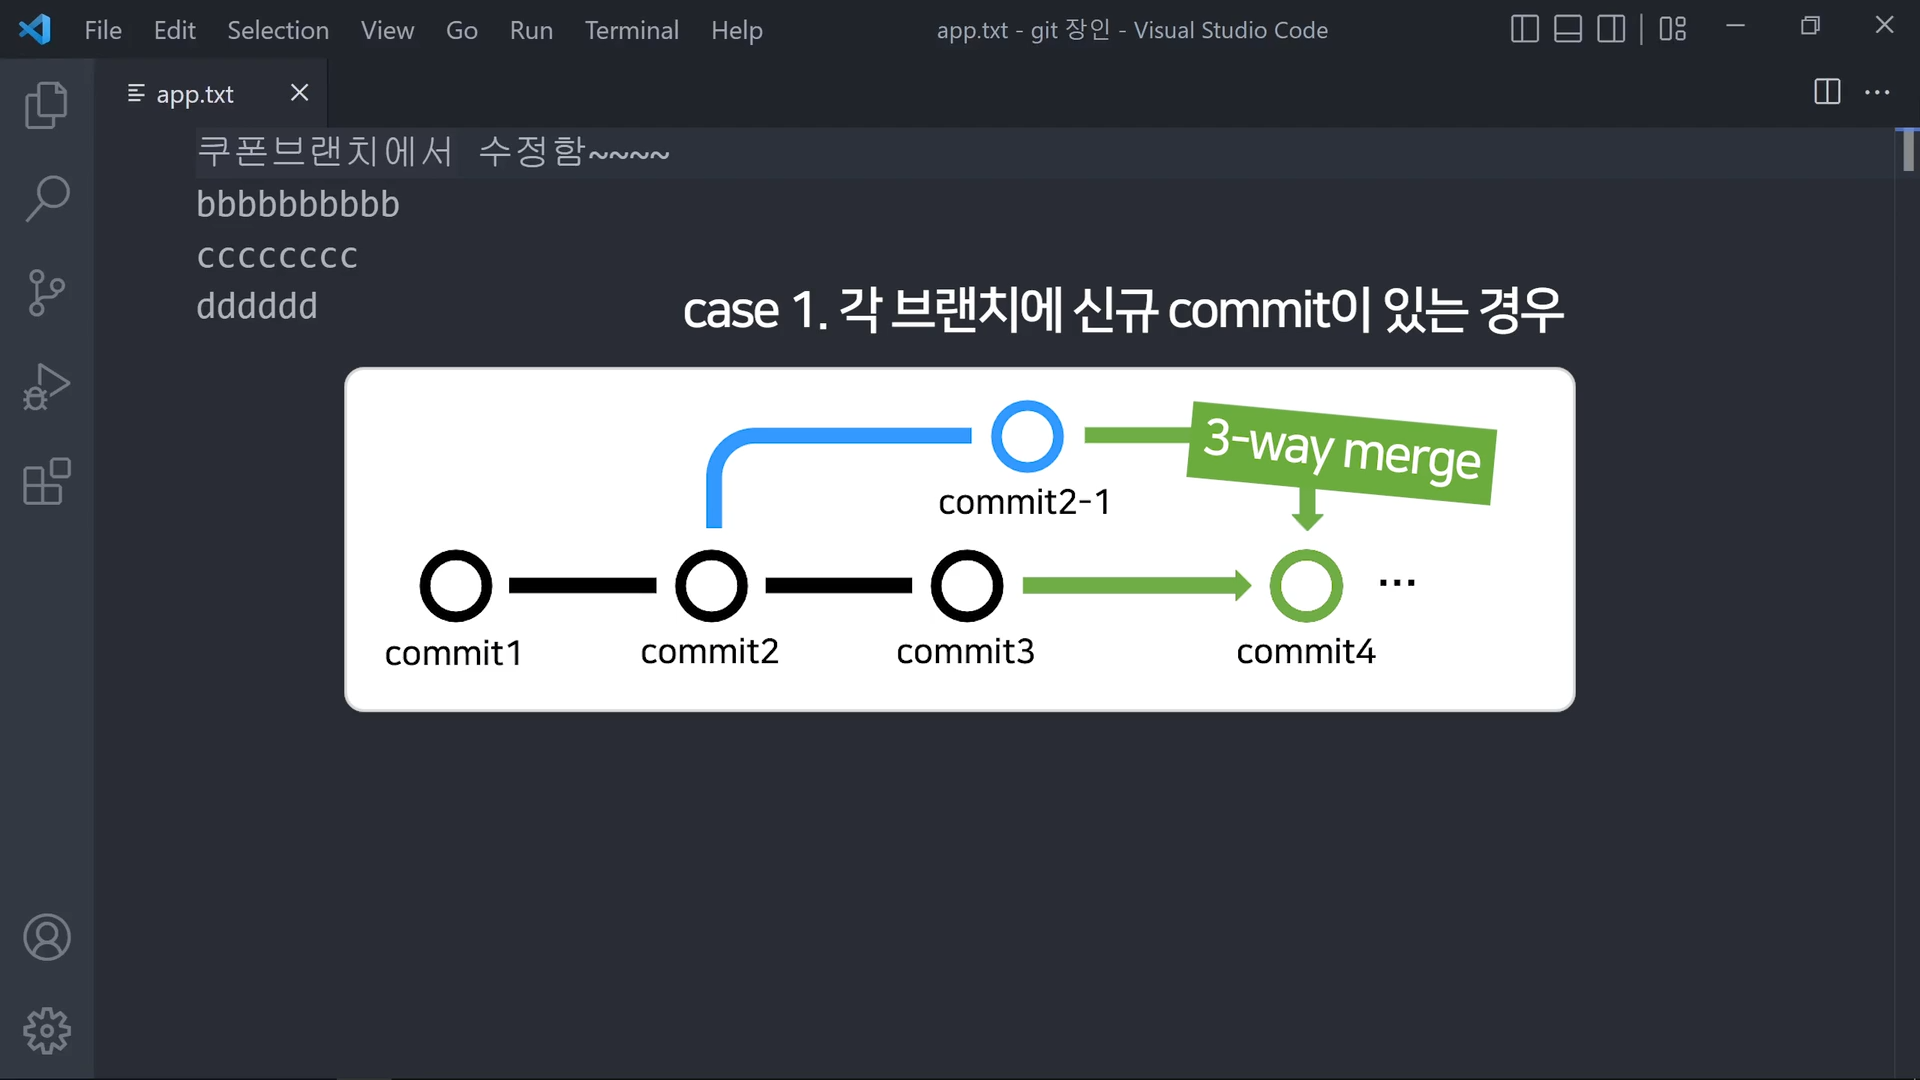 File Edit Selection View Go Run Terminal Help app.txt - git 장인 - Visual Studio Code
app.txt
쿠폰브랜치에서 수정함~~~~
bbbbbbbbbb
cccccccc
dddddd
case 1. 각 브랜치에 신규 commit이 있는 경우
3-way merge
commit2-1
...
commit1 commit2 commit3 commit4